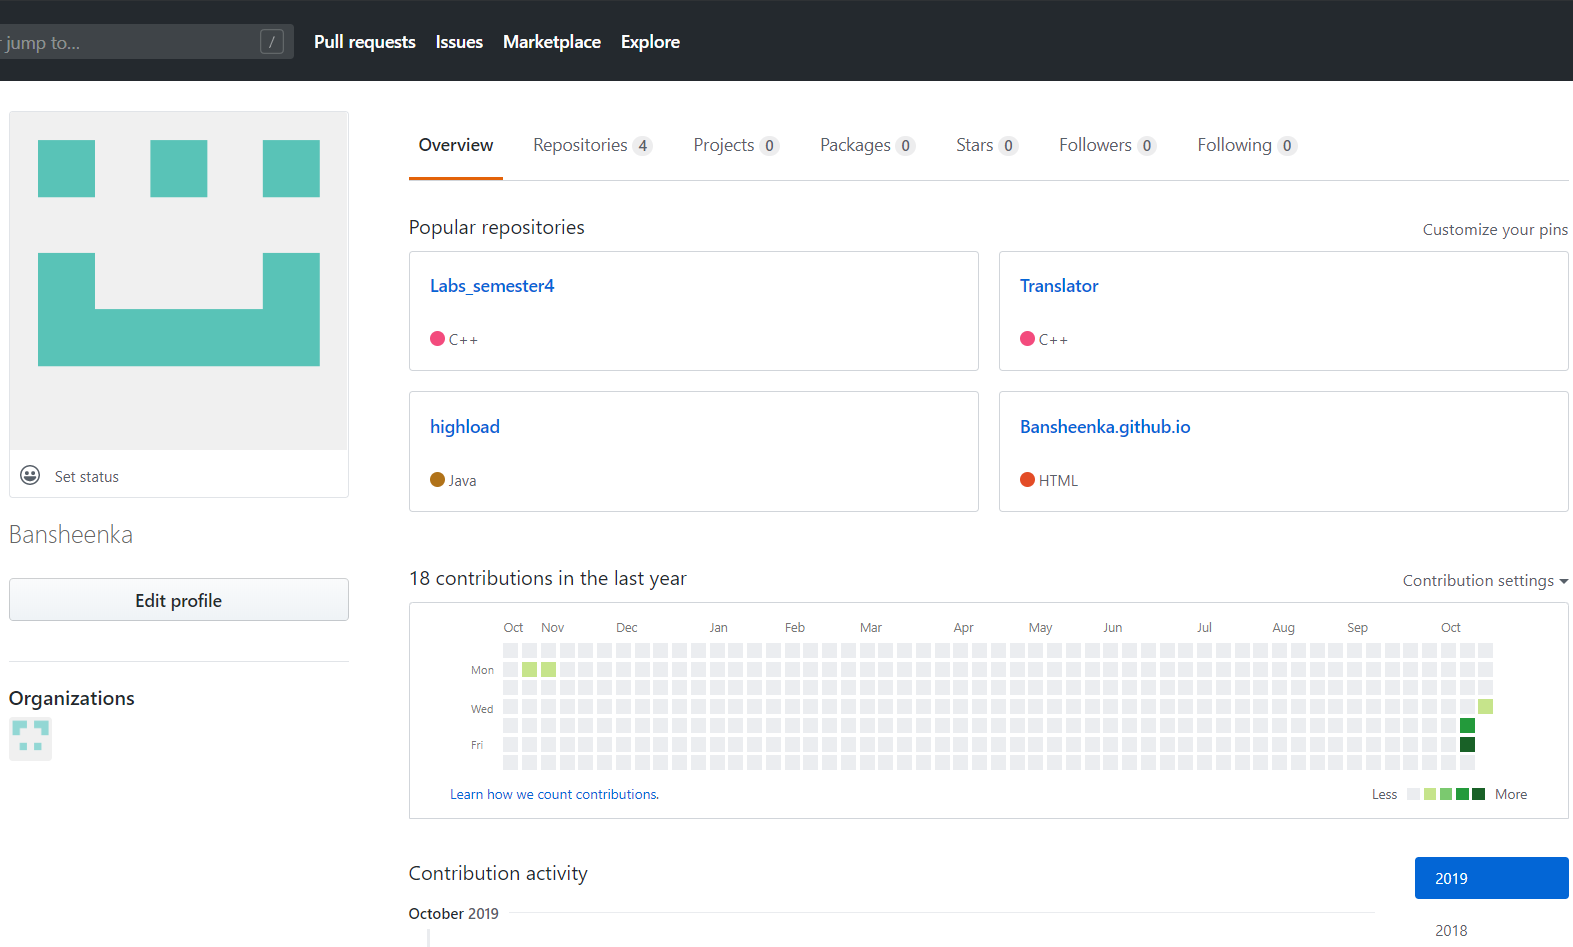 r jump to... /
Pull requests Issues Marketplace Explore
Set status
Bansheenka
Edit profile
Organizations
Overview Repositories 4 Projects 0 Packages 0 Stars 0 Followers 0 Following 0
Popular repositories Customize your pins
Labs_semester4
C++
Translator
C++
highload
Java
Bansheenka.github.io
HTML
18 contributions in the last year Contribution settings
Oct Nov Dec Jan Feb Mar Apr May Jun Jul Aug Sep Oct
Mon
Wed
Fri
Learn how we count contributions. Less More
Contribution activity
October 2019
2019
2018